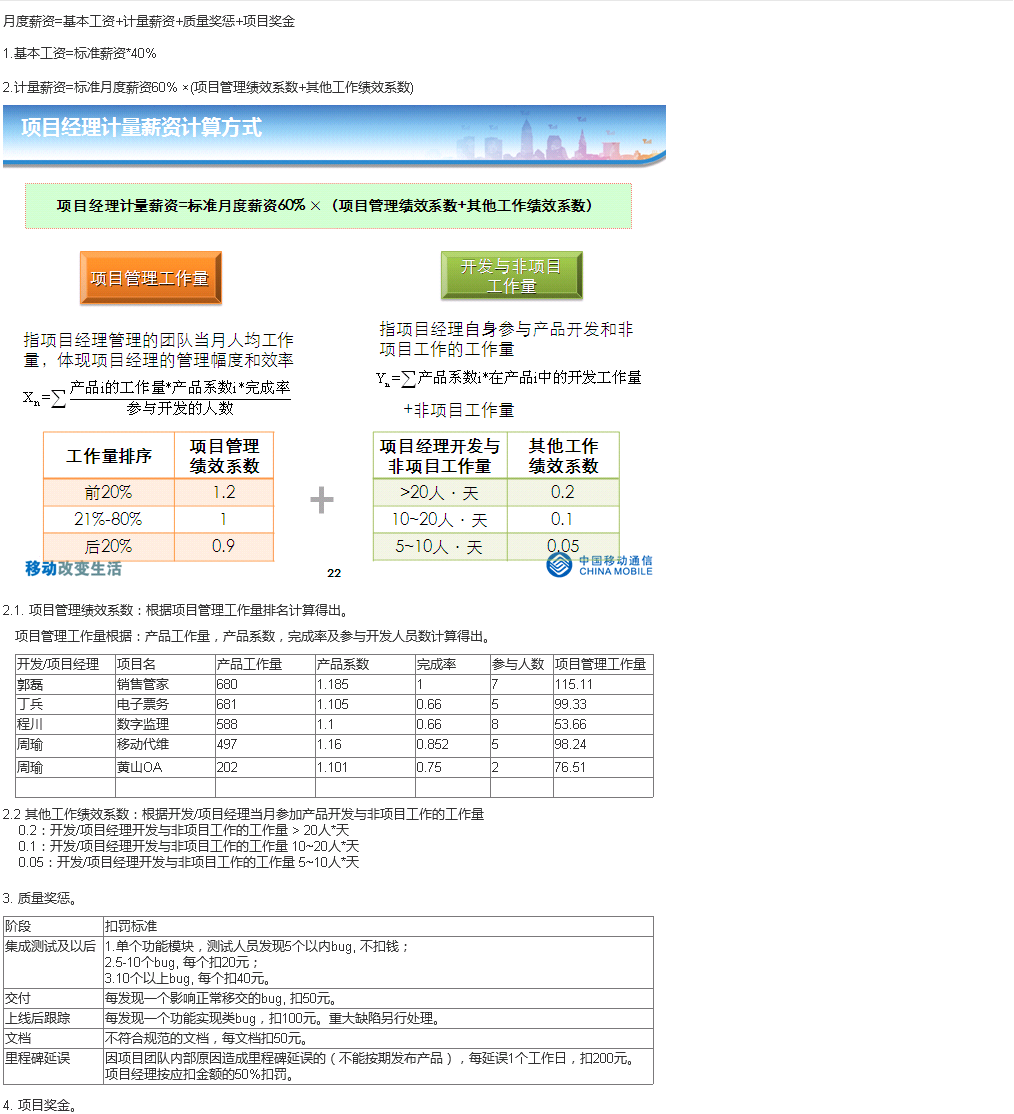 月度薪资=基本工资+计量薪资+质量奖惩+项目奖金
1.基本工资=标准薪资*40%
2.计量薪资=标准月度薪资60% ×(项目管理绩效系数+其他工作绩效系数)
项目经理计量薪资计算方式
项目经理计量薪资=标准月度薪资60% × （项目管理绩效系数+其他工作绩效系数）
项目管理工作量
开发与非项目
工作量
指项目经理管理的团队当月人均工作
量，体现项目经理的管理幅度和效率
Xn=∑ 产品i的工作量*产品系数i*完成率
参与开发的人数
指项目经理自身参与产品开发和非
项目工作的工作量
Yn=∑产品系数i*在产品i中的开发工作量
+非项目工作量
工作量排序 项目管理
绩效系数
前20% 1.2
21%-80% 1
后20% 0.9
+
项目经理开发与
非项目工作量 其他工作
绩效系数
>20人·天 0.2
10~20人·天 0.1
5~10人·天 0.05
移动改变生活
22
中国移动通信
CHINA MOBILE
2.1. 项目管理绩效系数：根据项目管理工作量排名计算得出。
项目管理工作量根据：产品工作量，产品系数，完成率及参与开发人员数计算得出。
开发/项目经理 项目名 产品工作量 产品系数 完成率 参与人数 项目管理工作量
郭磊 销售管家 680 1.185 1 7 115.11
丁兵 电子票务 681 1.105 0.66 5 99.33
程川 数字监理 588 1.1 0.66 8 53.66
周瑜 移动代维 497 1.16 0.852 5 98.24
周瑜 黄山OA 202 1.101 0.75 2 76.51
2.2 其他工作绩效系数：根据开发/项目经理当月参加产品开发与非项目工作的工作量
0.2：开发/项目经理开发与非项目工作的工作量 > 20人*天
0.1：开发/项目经理开发与非项目工作的工作量 10~20人*天
0.05：开发/项目经理开发与非项目工作的工作量 5~10人*天
3. 质量奖惩。
阶段 扣罚标准
集成测试及以后 1.单个功能模块，测试人员发现5个以内bug, 不扣钱；
2.5-10个bug, 每个扣20元；
3.10个以上bug, 每个扣40元。
交付 每发现一个影响正常移交的bug, 扣50元。
上线后跟踪 每发现一个功能实现类bug，扣100元。重大缺陷另行处理。
文档 不符合规范的文档，每文档扣50元。
里程碑延误 因项目团队内部原因造成里程碑延误的（不能按期发布产品），每延误1个工作日，扣200元。
项目经理按应扣金额的50%扣罚。
4. 项目奖金。